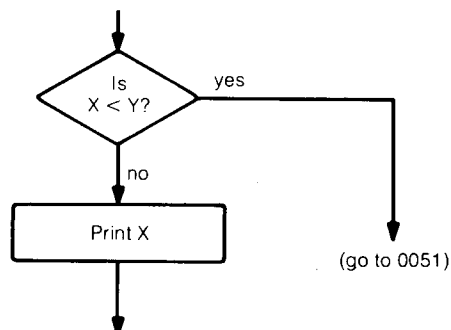 Is
X < Y?
yes
no
Print X
(go to 0051)